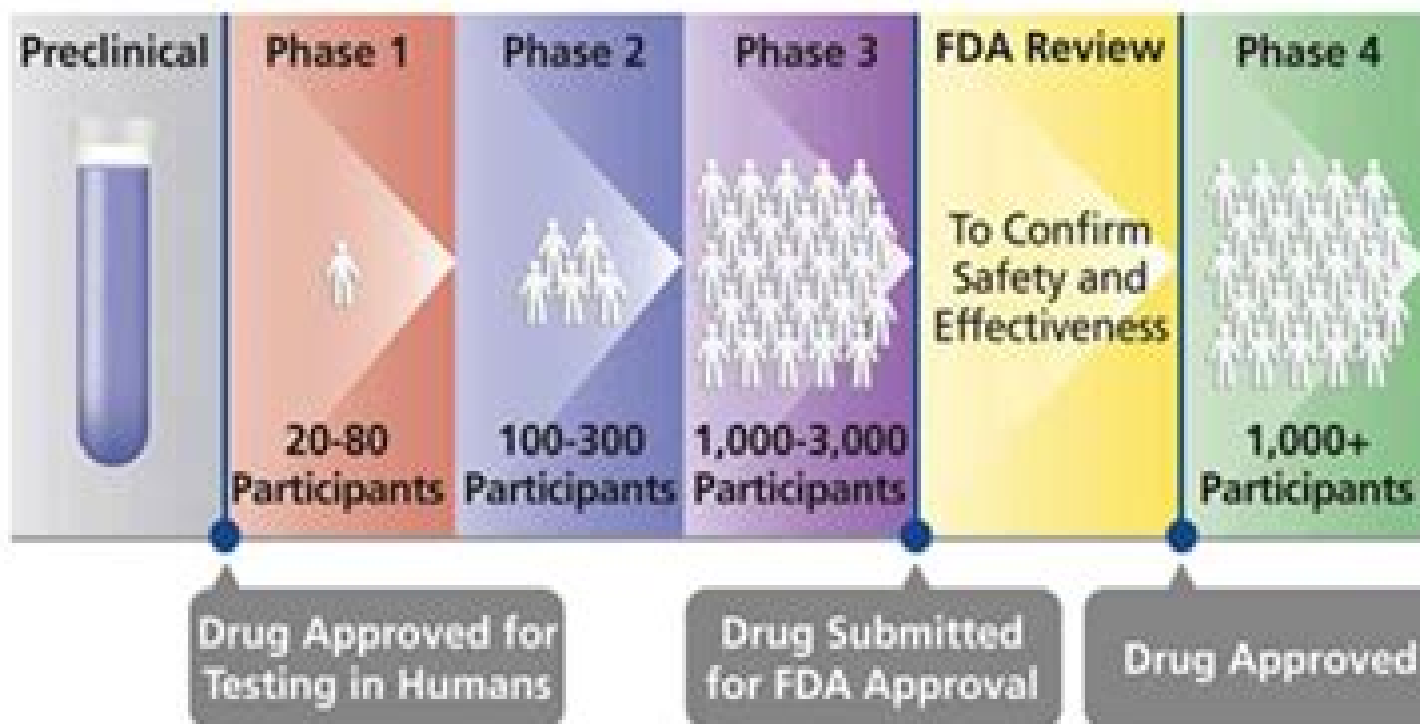 Preclinical
Phase 1
Phase 2
Phase 3
FDA Review
Phase 4
To Confirm
Safety and
Effectiveness
20-80
Participants
100-300
Participants
1,000-3,000
Participants
1,000+
Participants
Drug Approved for
Testing in Humans
Drug Submitted
for FDA Approval
Drug Approved